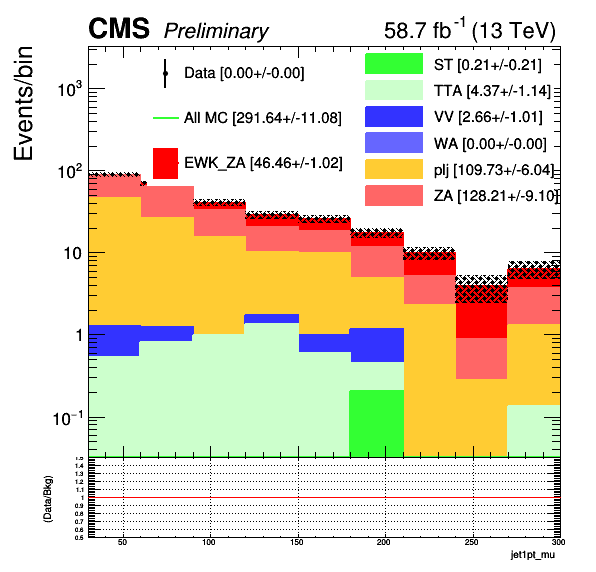 CMS Preliminary 58.7 fb⁻¹ (13 TeV)
Events/bin
Data [0.00+/-0.00]
All MC [291.64+/-11.08]
EWK_ZA [46.46+/-1.02]
ST [0.21+/-0.21]
TTA [4.37+/-1.14]
VV [2.66+/-1.01]
WA [0.00+/-0.00]
plj [109.73+/-6.04]
ZA [128.21+/-9.10]
10³
10²
10
1
10⁻¹
(Data/Bkg)
1.5
1.4
1.3
1.2
1.1
1
0.9
0.8
0.7
0.6
0.5
50 100 150 200 250 300
jet1pt_mu